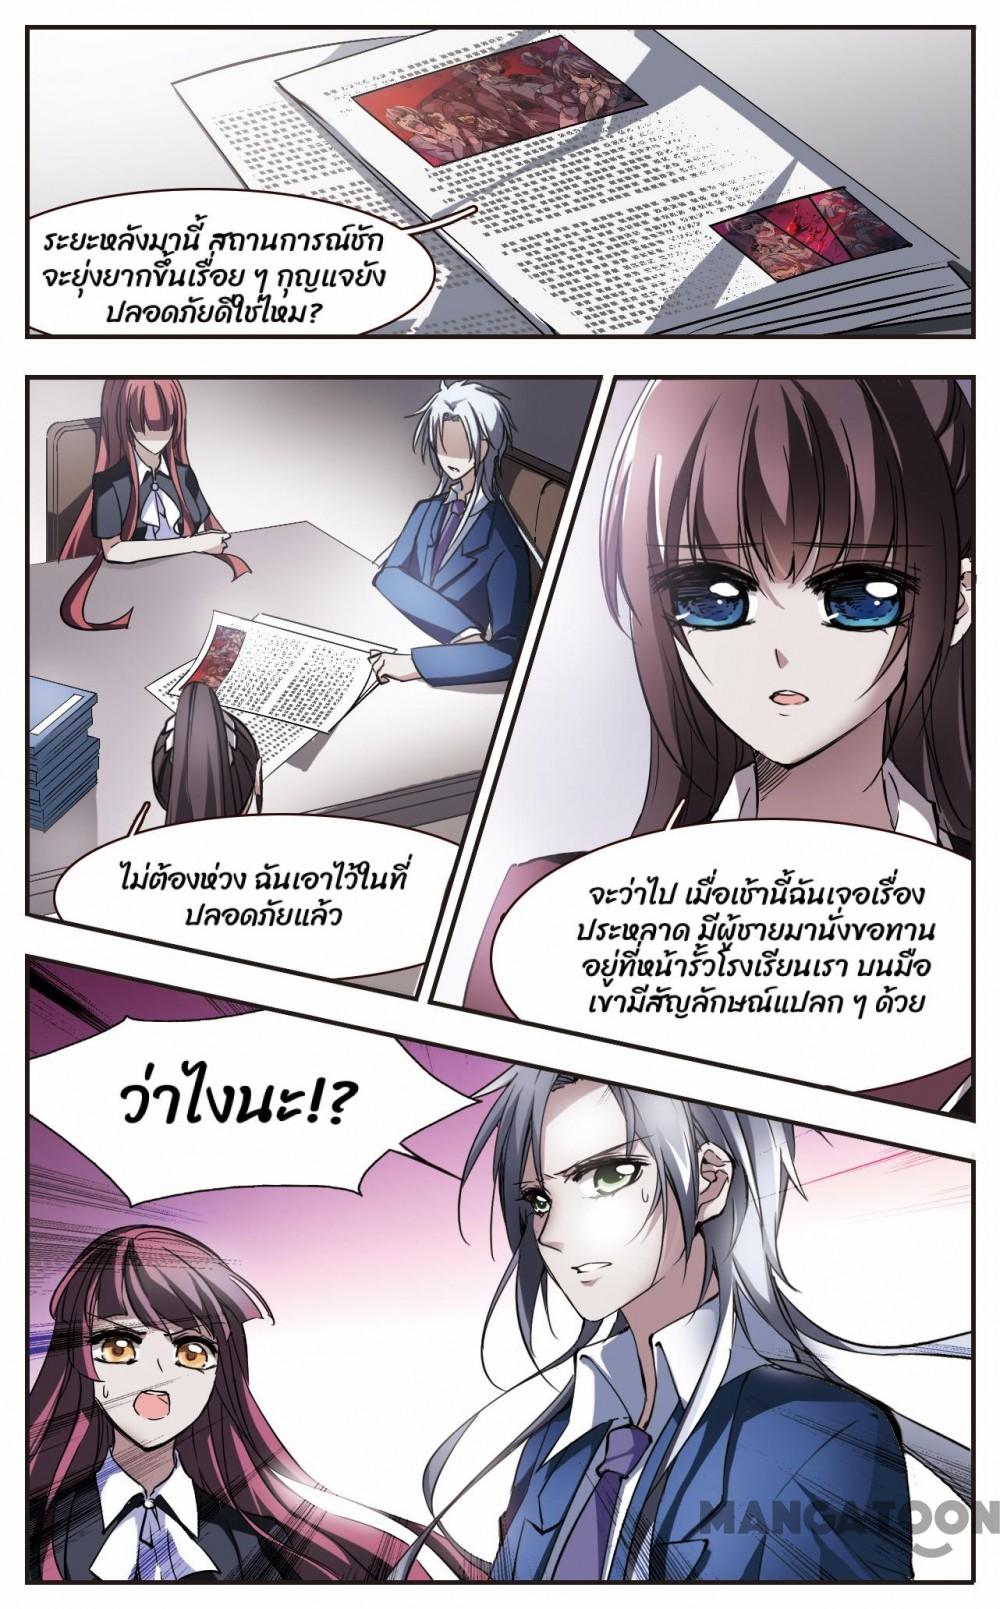 ระยะหลังมานี้ สถานการณ์ชัก
จะยุ่งยากขึ้นเรื่อย ๆ กุญแจยัง
ปลอดภัยดีใช่ไหม?
ไม่ต้องห่วง ฉันเอาไว้ในที่
ปลอดภัยแล้ว
จะว่าไป เมื่อเช้านี้ฉันเจอเรื่อง
ประหลาด มีผู้ชายมานั่งขอทาน
อยู่ที่หน้ารั้วโรงเรียนเรา บนมือ
เขามีสัญลักษณ์แปลก ๆ ด้วย
ว่าไงนะ!?
MANGATOON